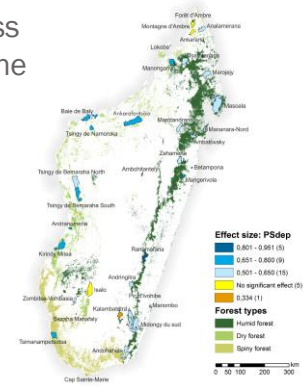 ss
ne
Forêt d'Ambre
Montagne d'Ambre
Analamerana
Ankarana
Lokobe
Manongarivo
Marojejy
Masoala
Baie de Baly
Ankarafantsika
Tsingy de Namoroka
Mananara-Nord
Ambatovaky
Zahamena
Ambohitantely
Betampona
Mangerivola
Tsingy de Bemaraha North
Tsingy de Bemaraha South
Andranomena
Kirindy Mitea
Ranomafana
Andringitra
Isalo
Pic d'Ivohibe
Zombitse-Vohibasia
Kalambatritra
Manombo
Midongy du sud
Tsimanampetsotsa
Andohahela
Cap Sainte-Marie
Effect size: PSdep
0,801 - 0,951 (5)
0,651 - 0,800 (9)
0,501 - 0,650 (15)
No significant effect (5)
0,334 (1)
Forest types
Humid forest
Dry forest
Spiny forest
km
0 50 100 200 300